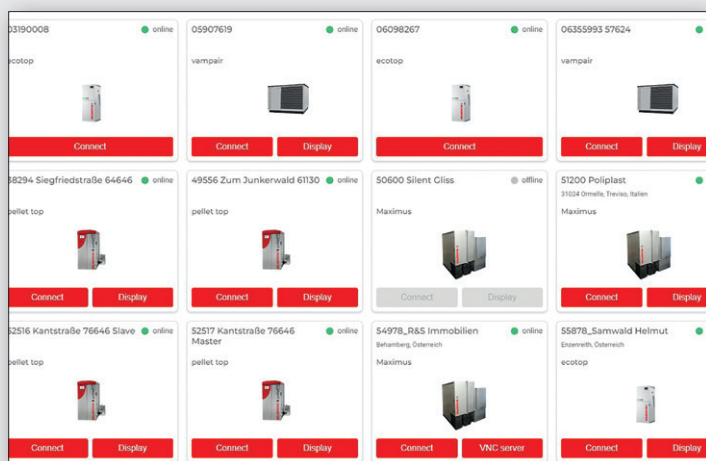 03190008 online
ecotop
Connect
05907619 online
vampair
Connect Display
06098267 online
ecotop
Connect
06355993 57624
vampair
Connect Display
38294 Siegfriedstraße 64646 online
pellet top
Connect Display
49556 Zum Junkerwald 61130 online
pellet top
Connect Display
50600 Silent Gliss offline
Maximus
Connect Display
51200 Poliplast
31024 Ormelle, Treviso, Italien
Maximus
Connect Display
52516 Kantstraße 76646 Slave online
pellet top
Connect Display
52517 Kantstraße 76646 online
Master
pellet top
Connect Display
54978_R&S Immobilien online
Behamberg, Österreich
Maximus
Connect VNC server
55878_Samwald Helmut
Enzenreith, Österreich
ecotop
Connect Display